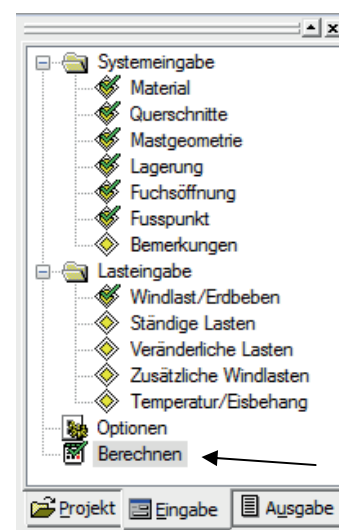 Systemeingabe
Material
Querschnitte
Mastgeometrie
Lagerung
Fuchsöffnung
Fusspunkt
Bemerkungen
Lasteingabe
Windlast/Erdbeben
Ständige Lasten
Veränderliche Lasten
Zusätzliche Windlasten
Temperatur/Eisbehang
Optionen
Berechnen
Projekt Eingabe Ausgabe